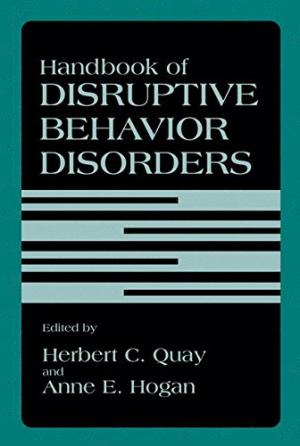 Handbook of
DISRUPTIVE
BEHAVIOR
DISORDERS
Edited by
Herbert C. Quay
and
Anne E. Hogan